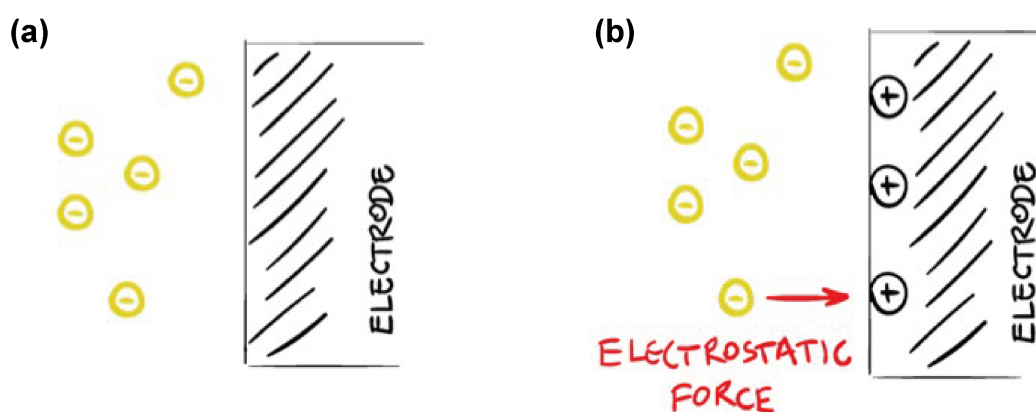 (a)
ELECTRODE
(b)
ELECTRODE
ELECTROSTATIC
FORCE